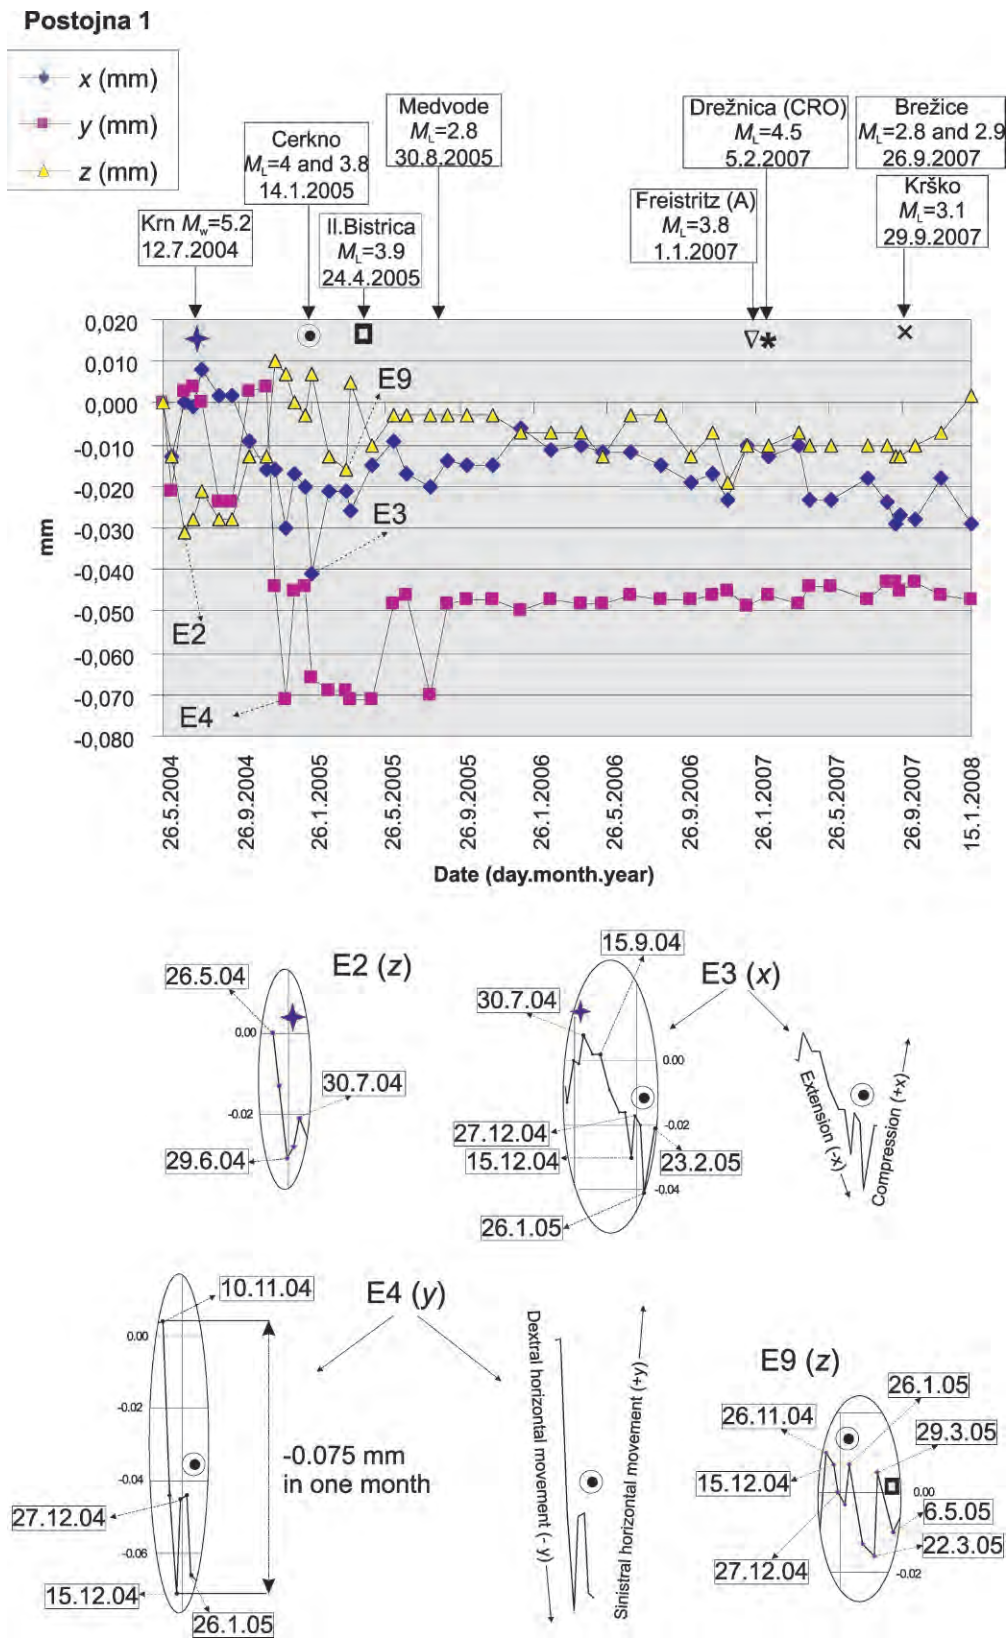 Postojna 1
x (mm)
y (mm)
z (mm)
Krn Mw=5.2
12.7.2004
Cerkno
ML=4 and 3.8
14.1.2005
Il.Bistrica
ML=3.9
24.4.2005
Medvode
ML=2.8
30.8.2005
Freistritz (A)
ML=3.8
1.1.2007
Drežnica (CRO)
ML=4.5
5.2.2007
Brežice
ML=2.8 and 2.9
26.9.2007
Krško
ML=3.1
29.9.2007
0,020
0,010
0,000
-0,010
-0,020
-0,030
-0,040
-0,050
-0,060
-0,070
-0,080
mm
E9
E3
E2
E4
26.5.2004
26.9.2004
26.1.2005
26.5.2005
26.9.2005
26.1.2006
26.5.2006
26.9.2006
26.1.2007
26.5.2007
26.9.2007
15.1.2008
Date (day.month.year)
E2 (z)
26.5.04
0.00
30.7.04
-0.02
29.6.04
E3 (x)
15.9.04
30.7.04
0.00
27.12.04
-0.02
15.12.04
23.2.05
-0.04
26.1.05
Extension (-x)
Compression (+x)
E4 (y)
10.11.04
0.00
-0.02
-0.04
-0.075 mm
in one month
27.12.04
-0.06
15.12.04
26.1.05
Dextral horizontal movement (- y)
Sinistral horizontal movement (+y)
E9 (z)
26.1.05
26.11.04
29.3.05
15.12.04
0.00
6.5.05
27.12.04
22.3.05
-0.02